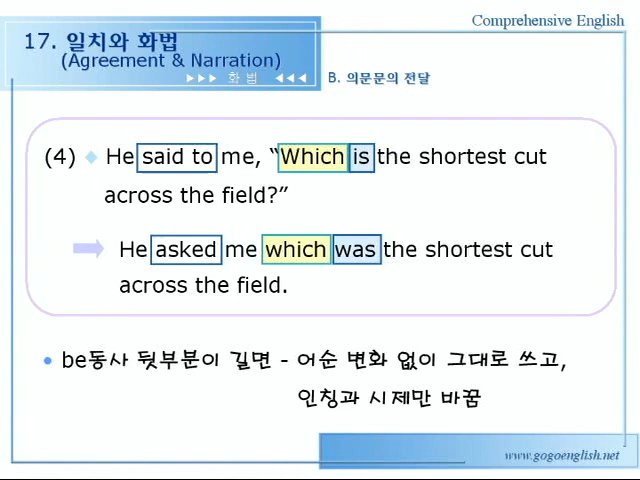 Comprehensive English
17. 일치와 화법
(Agreement & Narration)
▶▶▶ 화 법 ◀◀◀
B. 의문문의 전달
(4) ◆ He said to me, “Which is the shortest cut
across the field?”
He asked me which was the shortest cut
across the field.
• be동사 뒷부분이 길면 - 어순 변화 없이 그대로 쓰고,
인칭과 시제만 바꿈
www.gogoenglish.net